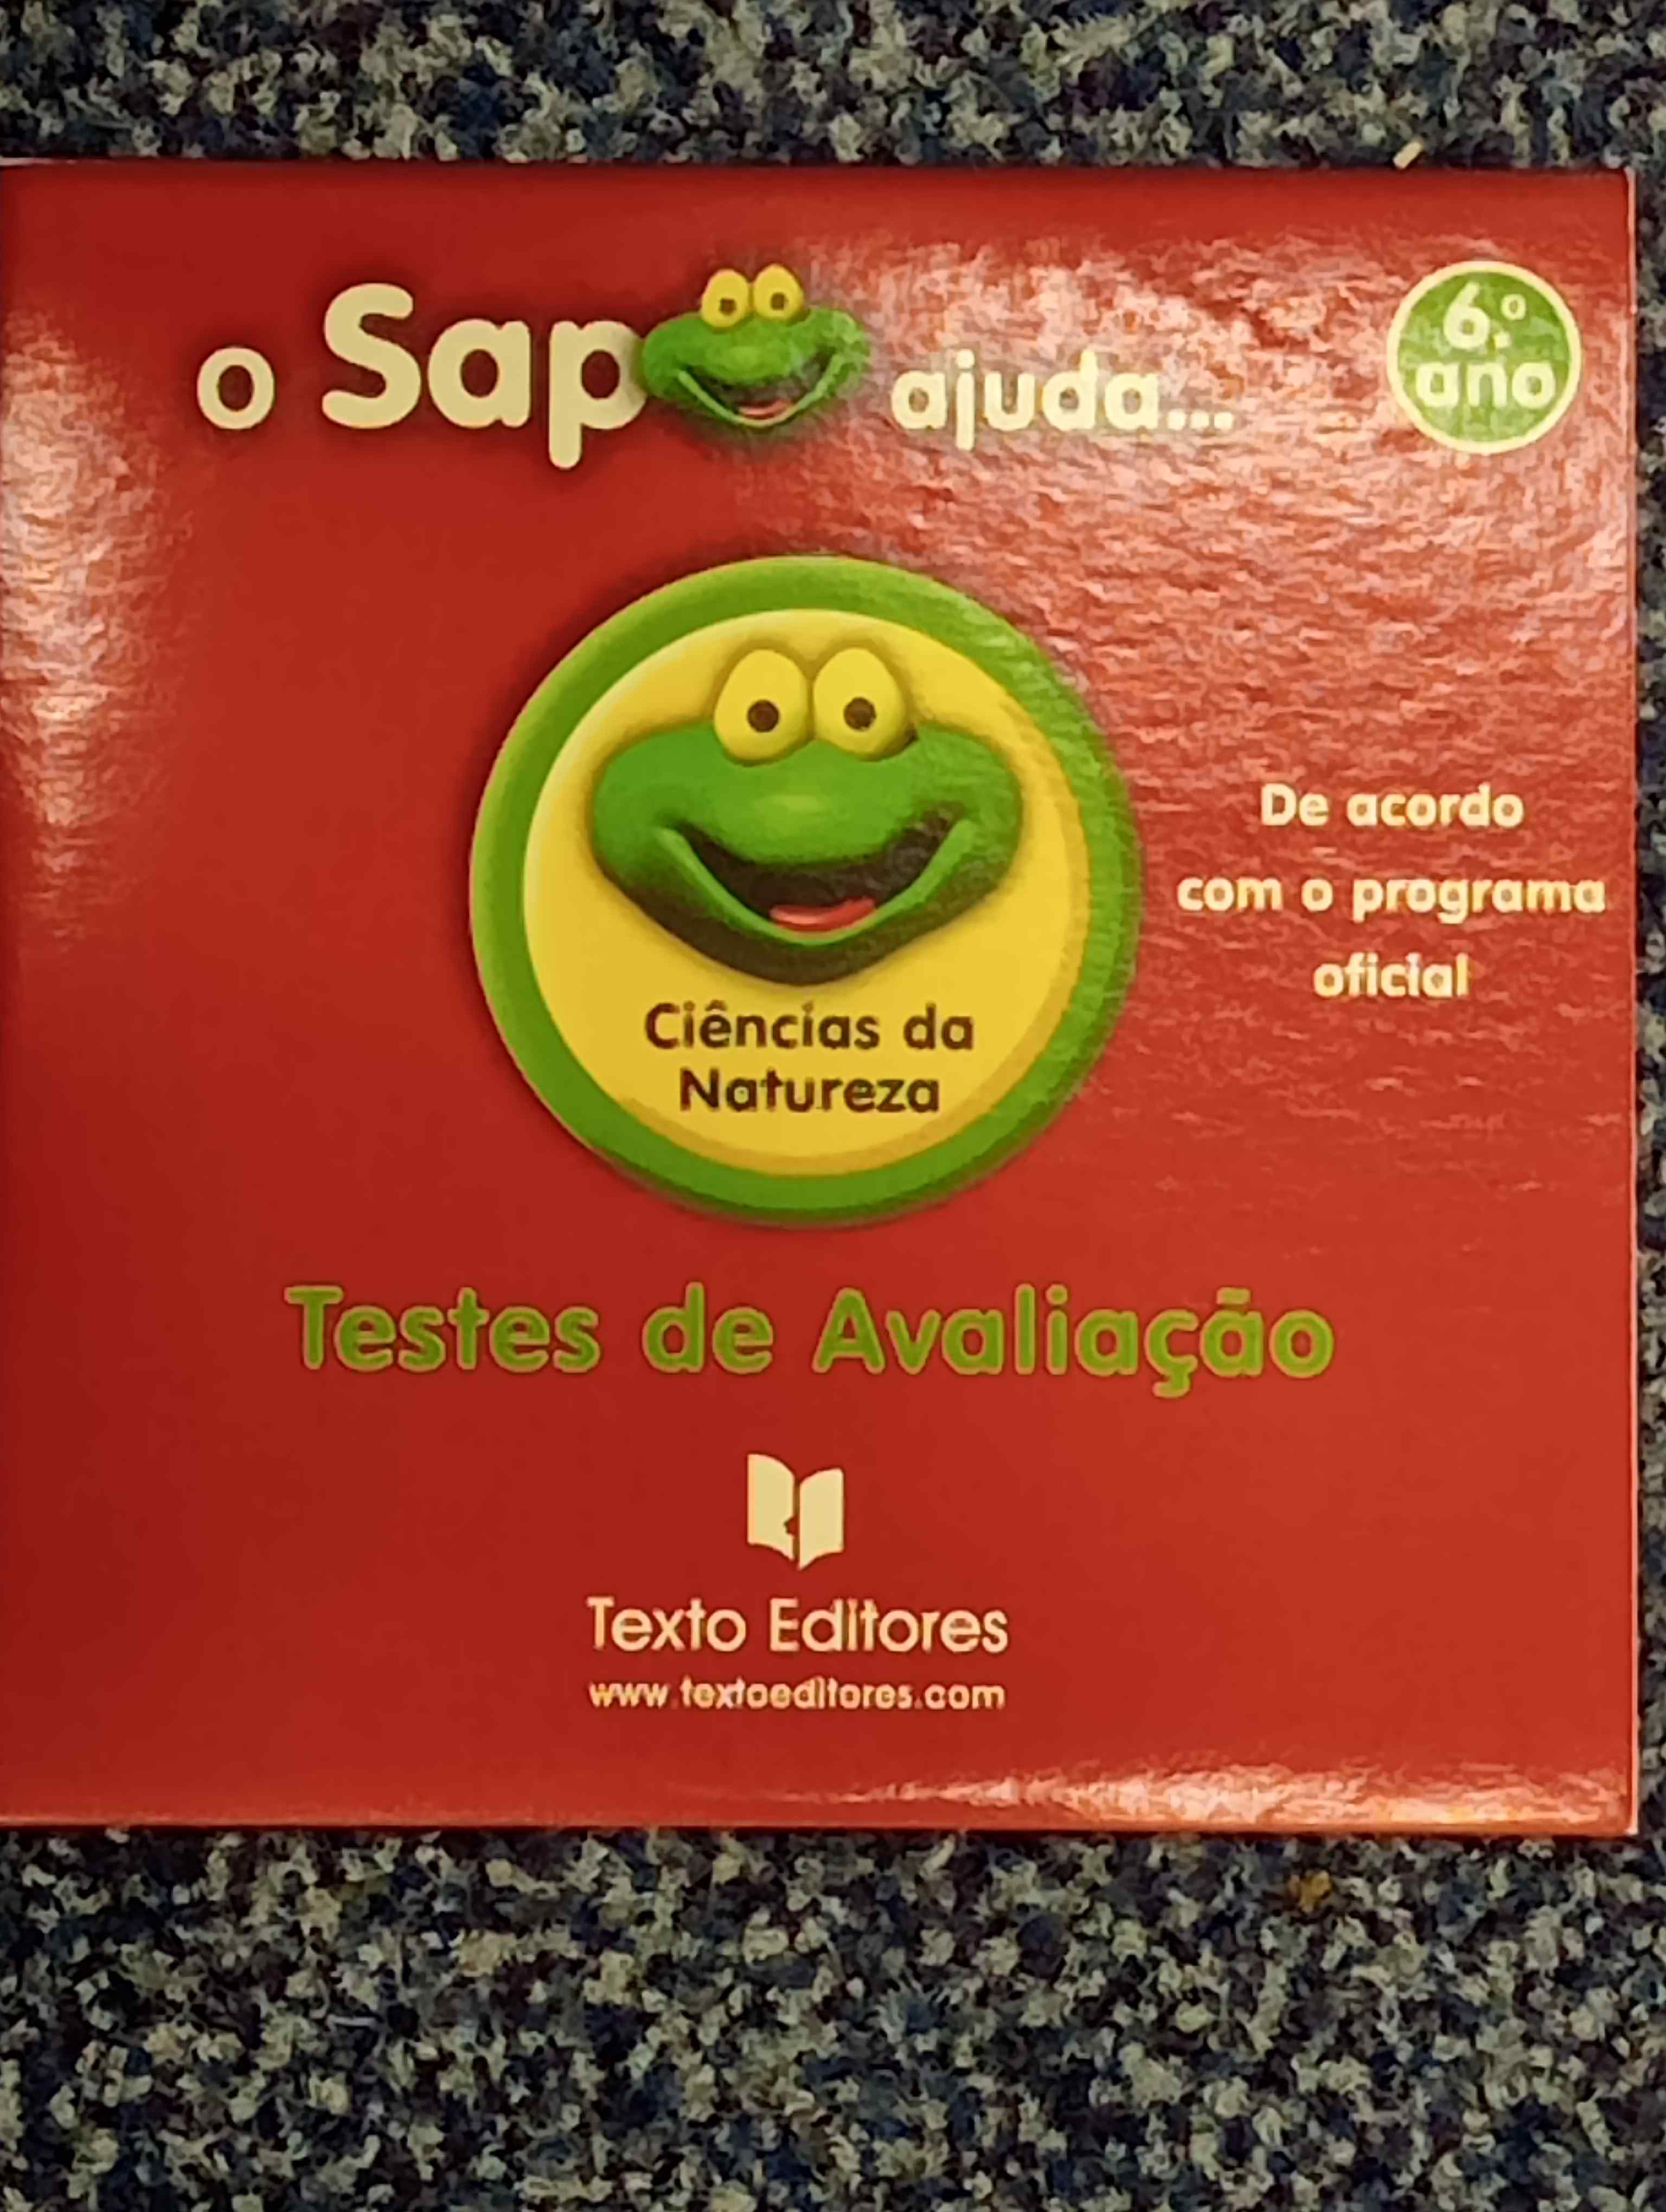 o Sap ajuda...
6.º
ano
De acordo
com o programa
oficial
Ciências da
Natureza
Testes de Avaliação
Texto Editores
www.textoeditores.com